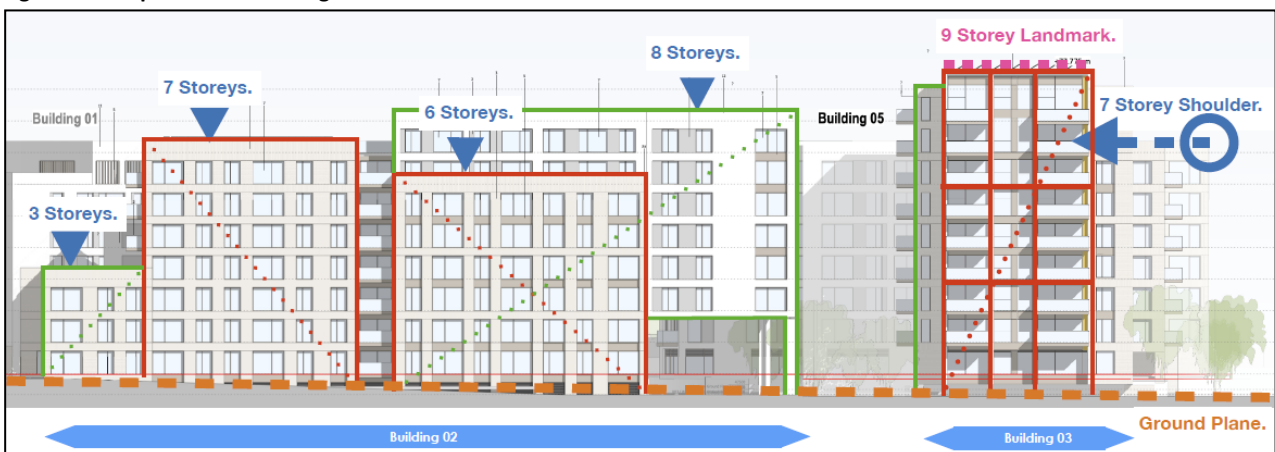 9 Storey Landmark.
8 Storeys.
7 Storeys.
6 Storeys.
7 Storey Shoulder.
Building 01
Building 05
3 Storeys.
Ground Plane.
Building 02
Building 03